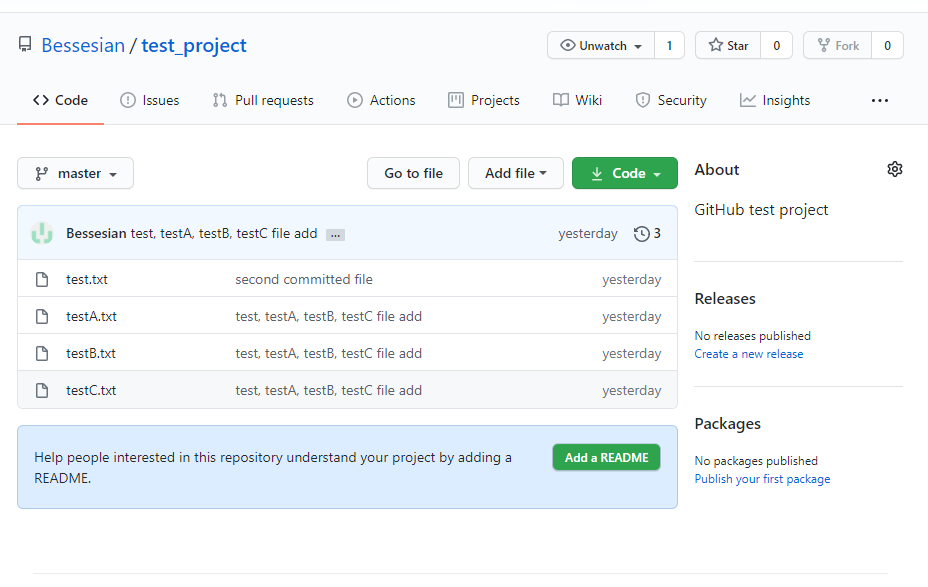 Bessesian / test_project
Unwatch 1 Star 0 Fork 0
Code Issues Pull requests Actions Projects Wiki Security Insights ...
master Go to file Add file Code
Bessesian test, testA, testB, testC file add ... yesterday 3
test.txt second committed file yesterday
testA.txt test, testA, testB, testC file add yesterday
testB.txt test, testA, testB, testC file add yesterday
testC.txt test, testA, testB, testC file add yesterday
Help people interested in this repository understand your project by adding a
README.
Add a README
About
GitHub test project
Releases
No releases published
Create a new release
Packages
No packages published
Publish your first package